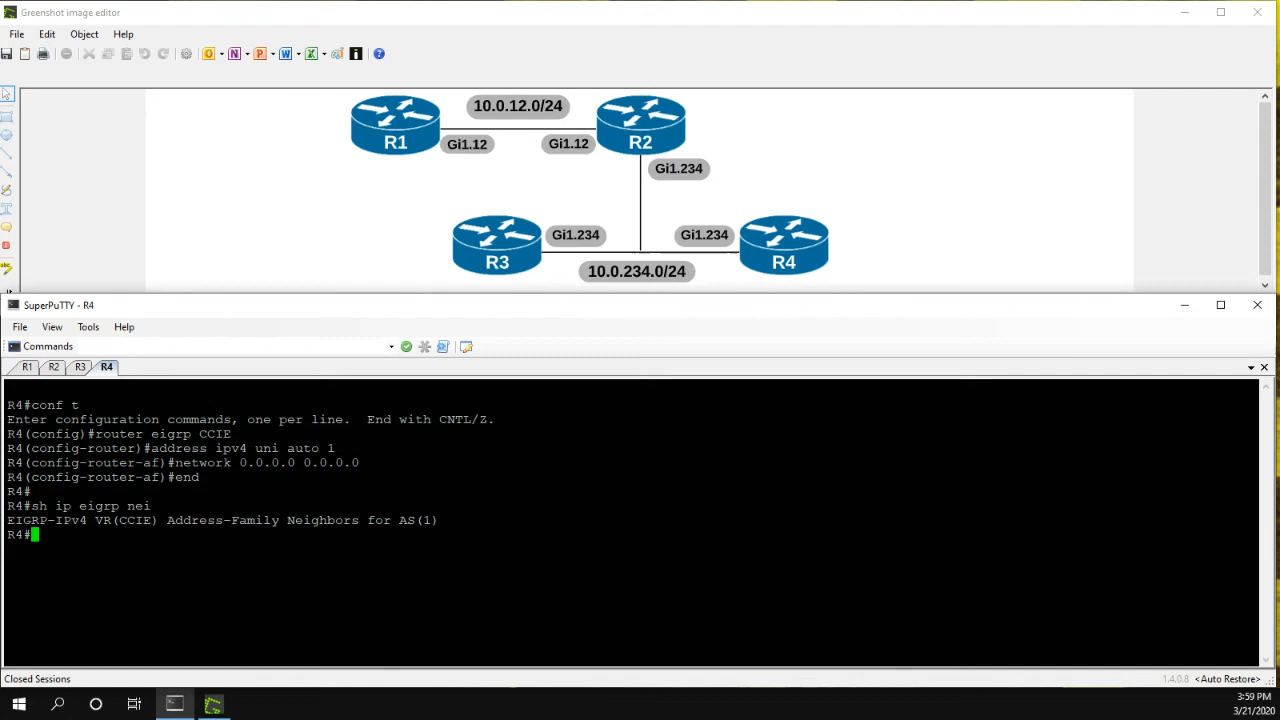 Greenshot image editor
File Edit Object Help
10.0.12.0/24
R1 R2
Gi1.12 Gi1.12
Gi1.234
Gi1.234 Gi1.234
R3 R4
10.0.234.0/24
SuperPuTTY - R4
File View Tools Help
Commands
R1 R2 R3 R4
R4#conf t
Enter configuration commands, one per line.  End with CNTL/Z.
R4(config)#router eigrp CCIE
R4(config-router)#address ipv4 uni auto 1
R4(config-router-af)#network 0.0.0.0 0.0.0.0
R4(config-router-af)#end
R4#
R4#sh ip eigrp nei
EIGRP-IPv4 VR(CCIE) Address-Family Neighbors for AS(1)
R4#
Closed Sessions
1.4.0.8 <Auto Restore>
3:59 PM
3/21/2020